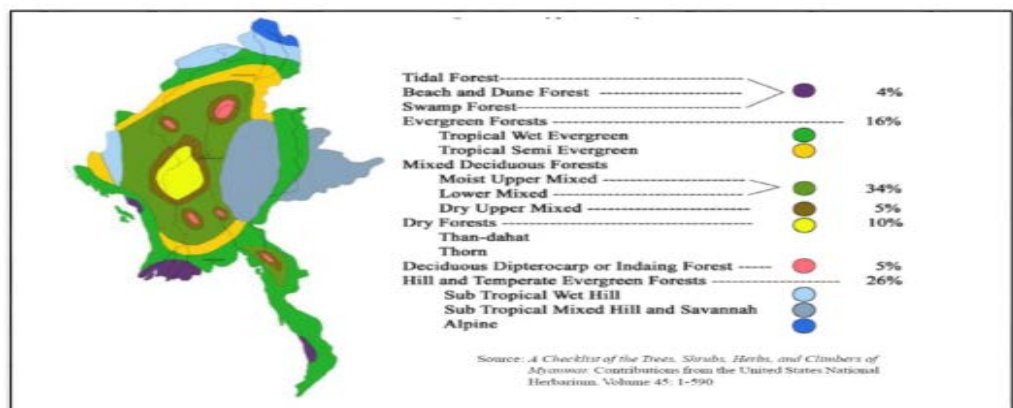 Tidal Forest
Beach and Dune Forest 4%
Swamp Forest
Evergreen Forests 16%
Tropical Wet Evergreen
Tropical Semi Evergreen
Mixed Deciduous Forests
Moist Upper Mixed
Lower Mixed 34%
Dry Upper Mixed 5%
Dry Forests 10%
Than-dahat
Thorn
Deciduous Dipterocarp or Indaing Forest 5%
Hill and Temperate Evergreen Forests 26%
Sub Tropical Wet Hill
Sub Tropical Mixed Hill and Savannah
Alpine
Source: A Checklist of the Trees, Shrubs, Herbs, and Climbers of
Myanmar. Contributions from the United States National
Herbarium. Volume 45: 1-590